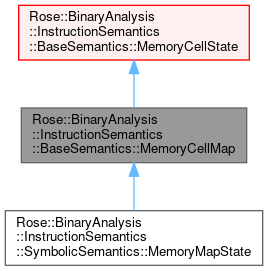 Rose::BinaryAnalysis
::InstructionSemantics
::BaseSemantics::MemoryCellState
Rose::BinaryAnalysis
::InstructionSemantics
::BaseSemantics::MemoryCellMap
Rose::BinaryAnalysis
::InstructionSemantics
::SymbolicSemantics::MemoryMapState